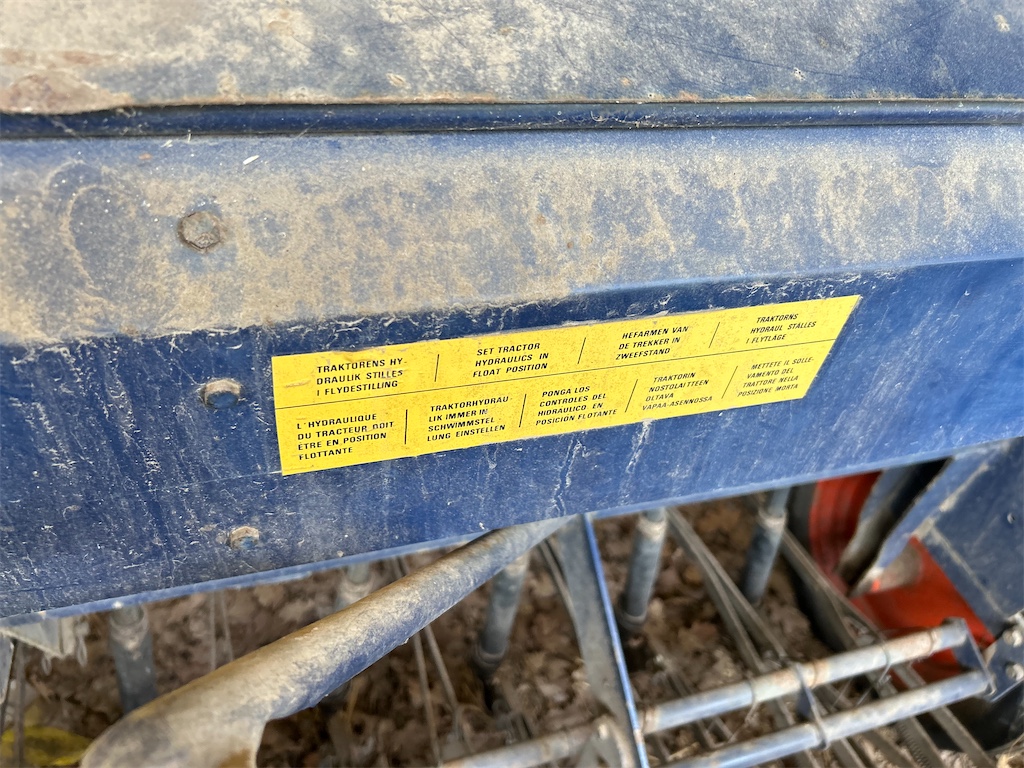 TRAKTORENS HY
DRAULIK STILLES
I FLYDESTILLING
SET TRACTOR
HYDRAULICS IN
FLOAT POSITION
HEFARMEN VAN
DE TREKKER IN
ZWEEFSTAND
TRAKTORNS
HYDRAUL STÄLLES
I FLYTLAGE
L'HYDRAULIQUE
DU TRACTEUR DOIT
ETRE EN POSITION
FLOTTANTE
TRAKTORHYDRAU
LIK IMMER IN
SCHWIMMSTEL
LUNG EINSTELLEN
PONGA LOS
CONTROLES DEL
HIDRAULICO EN
POSICIÓN FLOTANTE
TRAKTORIN
NOSTOLAITTEEN
OLTAVA
VAPAA-ASENNOSSA
METTETE IL SOLLE-
VAMENTO DEL
TRATTORE NELLA
POSIZIONE MORTA